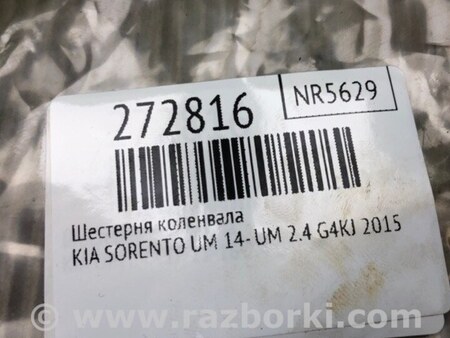 272816
NR5629
Шестерня коленвала
KIA SORENTO UM 14- UM 2.4 G4KJ 2015
www.razborki.com